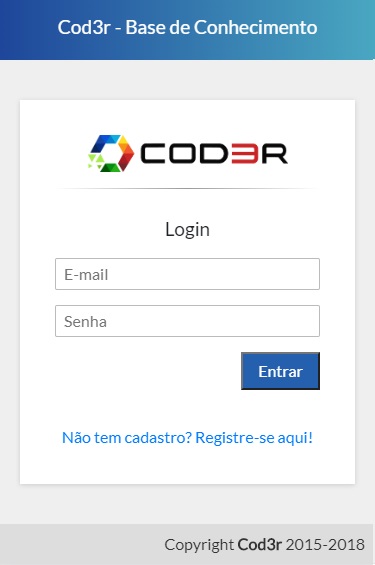 Cod3r - Base de Conhecimento
COD3R
Login
E-mail
Senha
Entrar
Não tem cadastro? Registre-se aqui!
Copyright Cod3r 2015-2018